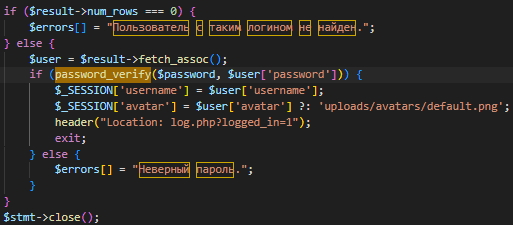 if ($result->num_rows === 0) {
$errors[] = "Пользователь с таким логином не найден.";
} else {
$user = $result->fetch_assoc();
if (password_verify($password, $user['password'])) {
$_SESSION['username'] = $user['username'];
$_SESSION['avatar'] = $user['avatar'] ?: 'uploads/avatars/default.png';
header("Location: log.php?logged_in=1");
exit;
} else {
$errors[] = "Неверный пароль.";
}
}
$stmt->close();